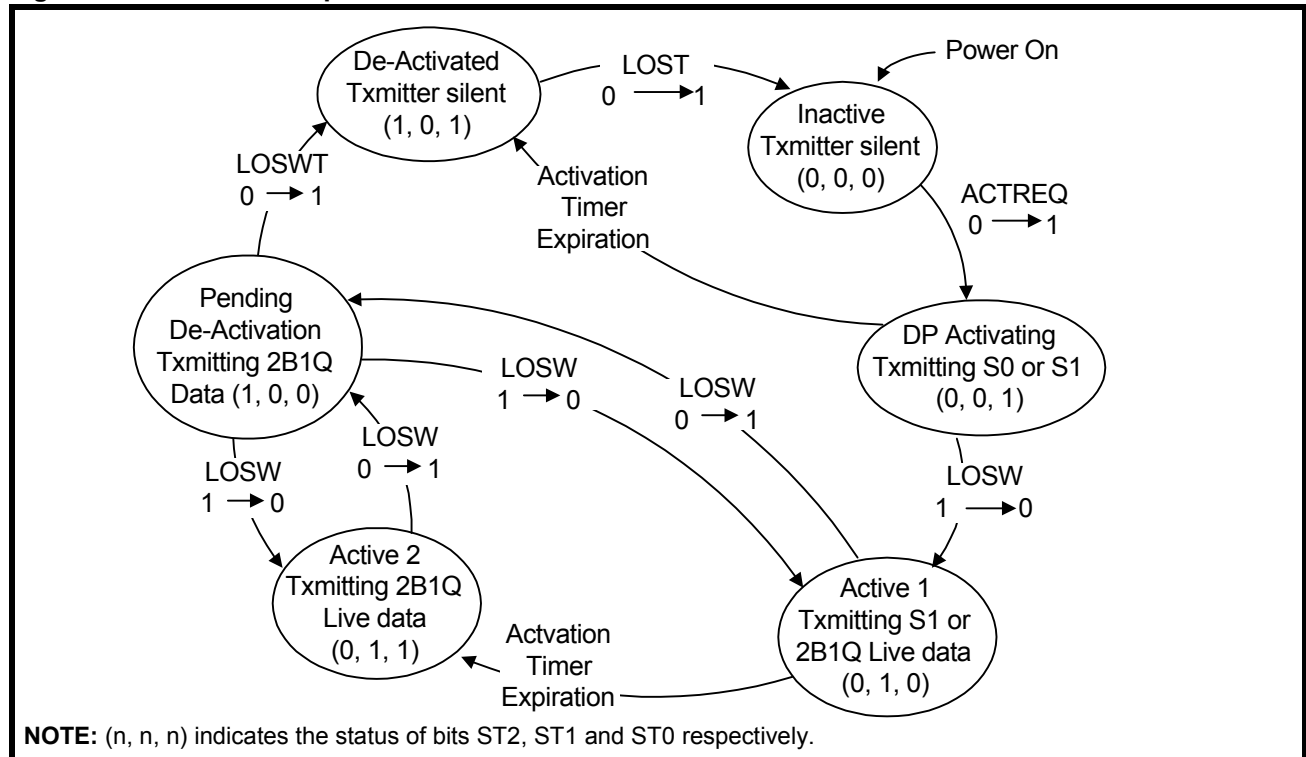 De-Activated
Txmitter silent
(1, 0, 1)
LOST
0 → 1
Power On
Inactive
Txmitter silent
(0, 0, 0)
LOSWT
0 → 1
Activation
Timer
Expiration
ACTREQ
0 → 1
Pending
De-Activation
Txmitting 2B1Q
Data (1, 0, 0)
DP Activating
Txmitting S0 or S1
(0, 0, 1)
LOSW
1 → 0
LOSW
0 → 1
LOSW
0 → 1
LOSW
1 → 0
LOSW
1 → 0
Active 2
Txmitting 2B1Q
Live data
(0, 1, 1)
Active 1
Txmitting S1 or
2B1Q Live data
(0, 1, 0)
Actvation
Timer
Expiration
NOTE: (n, n, n) indicates the status of bits ST2, ST1 and ST0 respectively.